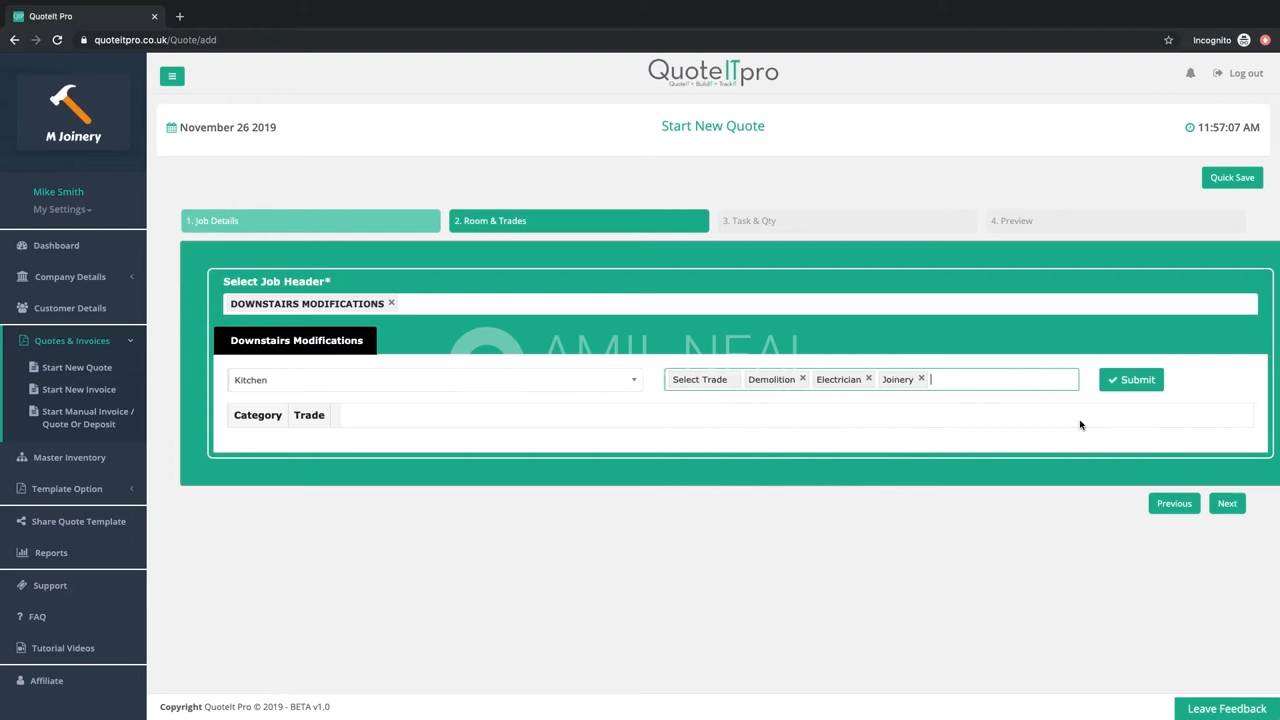 QuoteIt Pro
quoteitpro.co.uk/Quote/add
Incognito
M Joinery
QuoteITpro
QuoteIt • BuildIT • TrackIT
Log out
November 26 2019
Start New Quote
11:57:07 AM
Mike Smith
My Settings
Quick Save
1. Job Details
2. Room & Trades
3. Task & Qty
4. Preview
Dashboard
Company Details
Customer Details
Quotes & Invoices
Start New Quote
Start New Invoice
Start Manual Invoice /
Quote Or Deposit
Master Inventory
Template Option
Share Quote Template
Reports
Support
FAQ
Tutorial Videos
Affiliate
Select Job Header*
DOWNSTAIRS MODIFICATIONS ×
Downstairs Modifications
AMIL NEAL
Kitchen
Select Trade Demolition × Electrician × Joinery ×
Submit
Category Trade
Previous
Next
Copyright QuoteIt Pro © 2019 - BETA v1.0
Leave Feedback